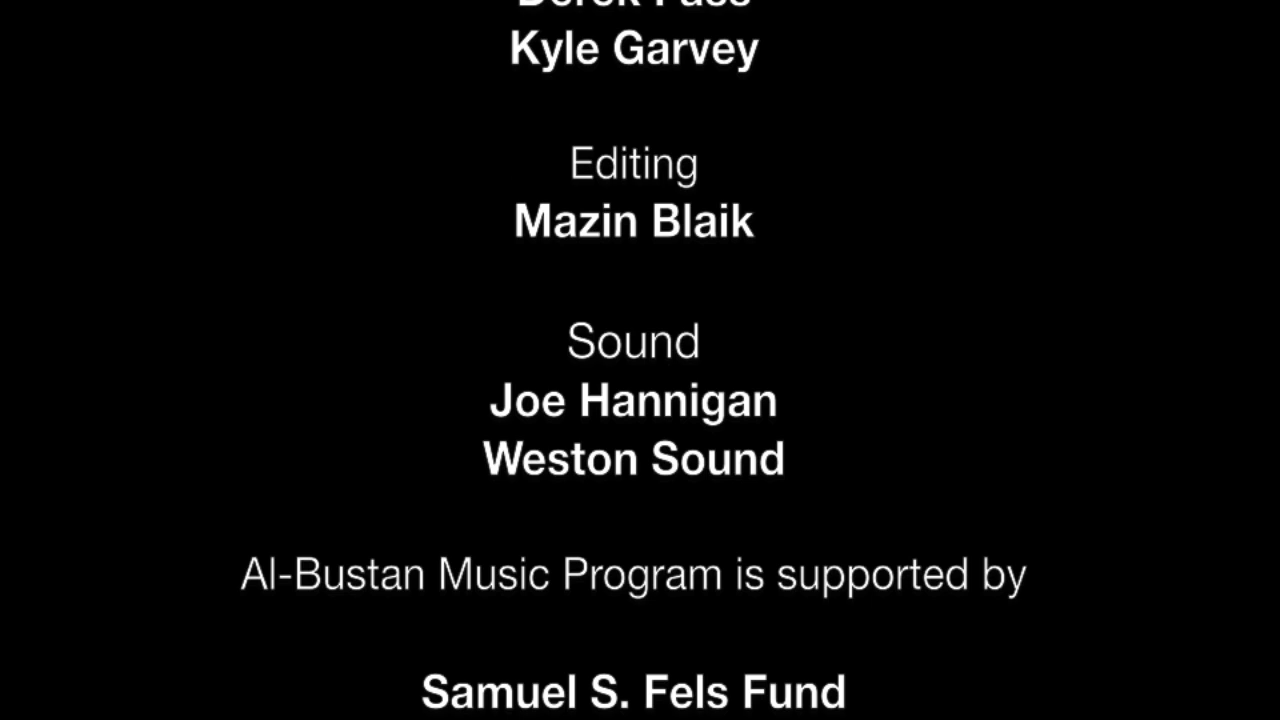 Kyle Garvey
Editing
Mazin Blaik
Sound
Joe Hannigan
Weston Sound
Al-Bustan Music Program is supported by
Samuel S. Fels Fund